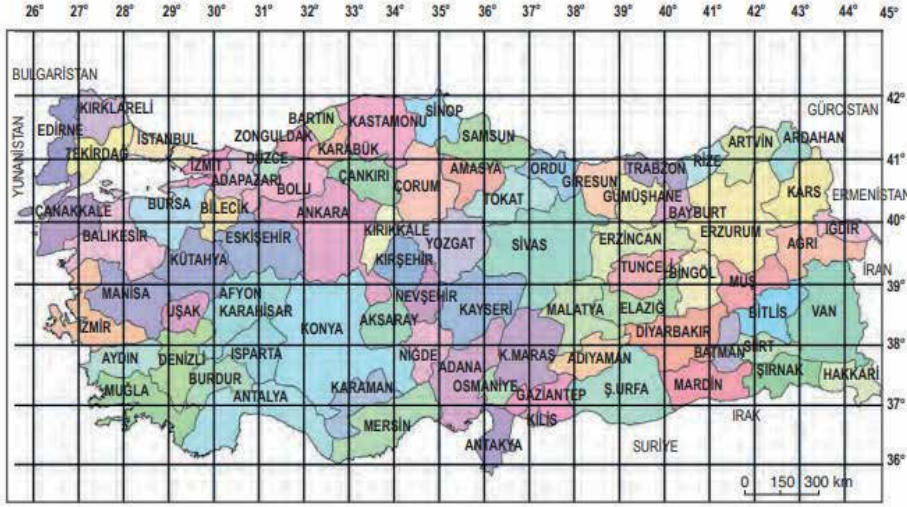 26° 27° 28° 29° 30° 31° 32° 33° 34° 35° 36° 37° 38° 39° 40° 41° 42° 43° 44° 45°
BULGARİSTAN
42°
KIRKLARELİ
SİNOP
GÜRCİSTAN
BARTIN
KASTAMONU
EDİRNE
İSTANBUL
ZONGULDAK
SAMSUN
ARTVİN
ARDAHAN
YUNANİSTAN
TEKİRDAĞ
KARABÜK
41°
İZMİT
DÜZCE
AMASYA
ORDU
TRABZON
RİZE
ADAPAZARI
BOLU
ÇANKIRI
ÇORUM
GİRESUN
GÜMÜŞHANE
KARS
ERMENİSTAN
ÇANAKKALE
BURSA
BİLECİK
ANKARA
TOKAT
BAYBURT
40°
BALIKESİR
ESKİŞEHİR
KIRIKKALE
YOZGAT
SİVAS
ERZİNCAN
ERZURUM
AĞRI
IĞDIR
KÜTAHYA
KIRŞEHİR
TUNCELİ
BİNGÖL
İRAN
39°
MANİSA
UŞAK
AFYON
KARAHİSAR
NEVŞEHİR
KAYSERİ
MALATYA
ELAZIĞ
MUŞ
BİTLİS
VAN
İZMİR
KONYA
AKSARAY
DİYARBAKIR
38°
AYDIN
DENİZLİ
ISPARTA
NİĞDE
ADANA
K.MARAŞ
ADIYAMAN
BATMAN
SİİRT
MUĞLA
BURDUR
ANTALYA
KARAMAN
OSMANİYE
GAZİANTEP
Ş.URFA
MARDİN
ŞIRNAK
HAKKARİ
37°
MERSİN
KİLİS
IRAK
ANTAKYA
SURİYE
36°
0 150 300 km